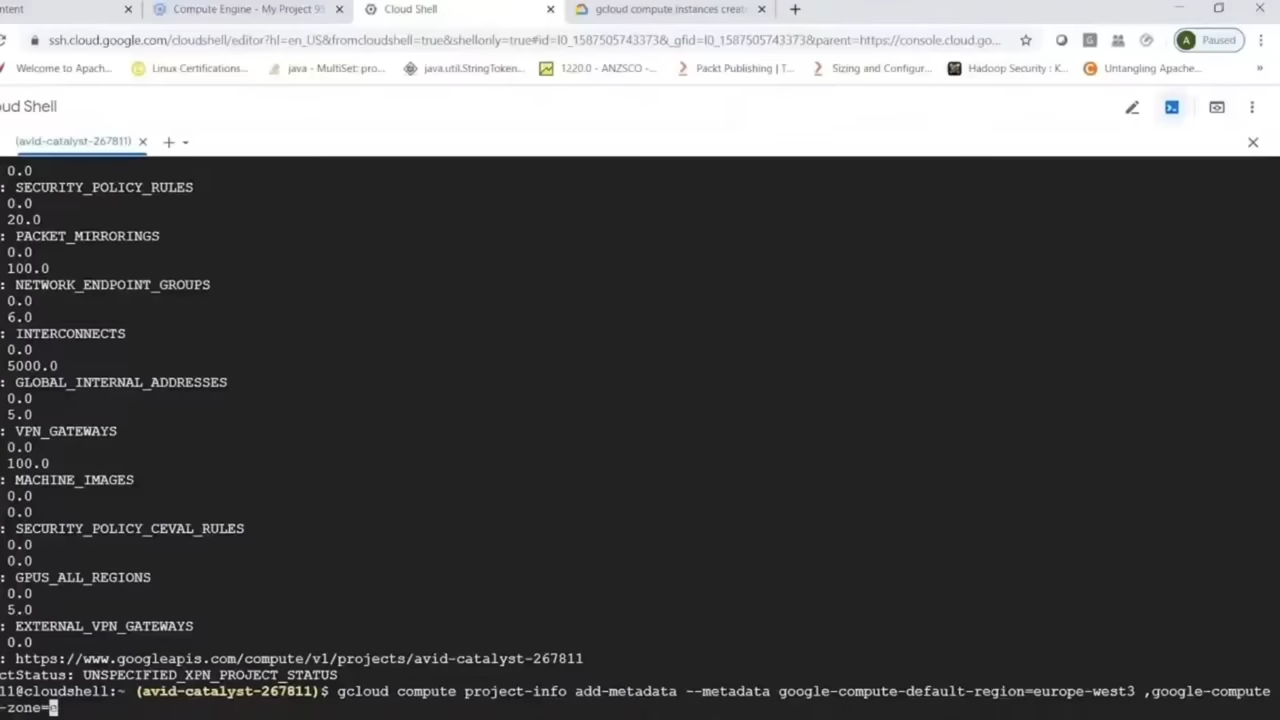 ntent
Compute Engine - My Project 9
Cloud Shell
gcloud compute instances creat
ssh.cloud.google.com/cloudshell/editor?hl=en_US&fromcloudshell=true&shellonly=true#id=I0_1587505743373&_gfid=I0_1587505743373&parent=https://console.cloud.go...
A Paused
Welcome to Apach...
Linux Certifications...
java - MultiSet: pro...
java.util.StringToken...
1220.0 - ANZSCO -...
Packt Publishing | T...
Sizing and Configur...
Hadoop Security : K...
Untangling Apache...
»
oud Shell
(avid-catalyst-267811)
0.0
: SECURITY_POLICY_RULES
0.0
20.0
: PACKET_MIRRORINGS
0.0
100.0
: NETWORK_ENDPOINT_GROUPS
0.0
6.0
: INTERCONNECTS
0.0
5000.0
: GLOBAL_INTERNAL_ADDRESSES
0.0
5.0
: VPN_GATEWAYS
0.0
100.0
: MACHINE_IMAGES
0.0
0.0
: SECURITY_POLICY_CEVAL_RULES
0.0
0.0
: GPUS_ALL_REGIONS
0.0
5.0
: EXTERNAL_VPN_GATEWAYS
0.0
: https://www.googleapis.com/compute/v1/projects/avid-catalyst-267811
ctStatus: UNSPECIFIED_XPN_PROJECT_STATUS
ll@cloudshell:~ (avid-catalyst-267811)$ gcloud compute project-info add-metadata --metadata google-compute-default-region=europe-west3 ,google-compute
-zone=